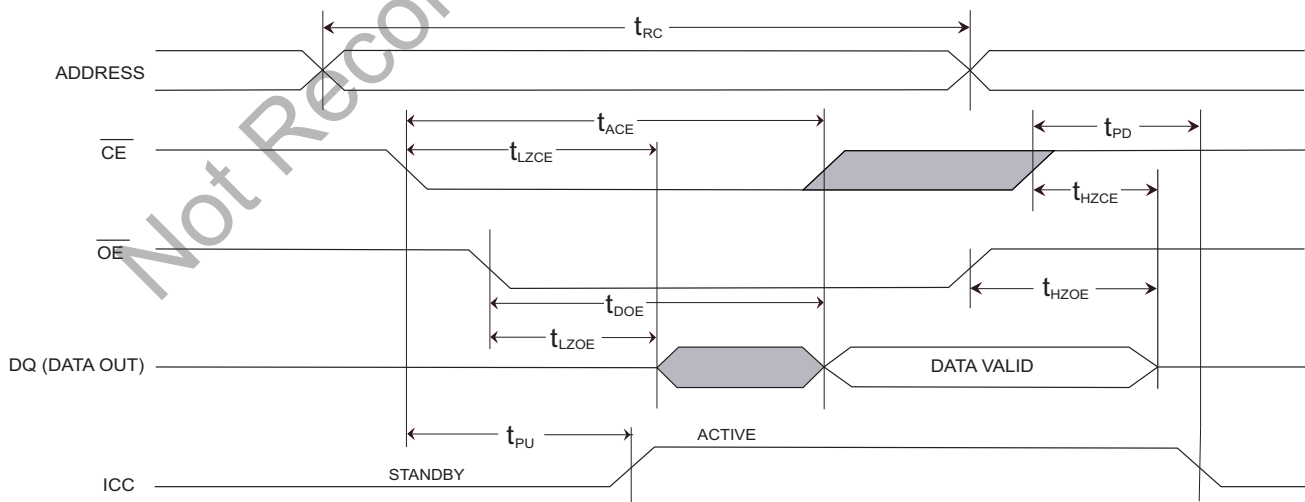 Not Recor
tRC
ADDRESS
tACE
tPD
CE
tLZCE
tHZCE
OE
tHZOE
tDOE
tLZOE
DQ (DATA OUT)
DATA VALID
tPU
ACTIVE
STANDBY
ICC